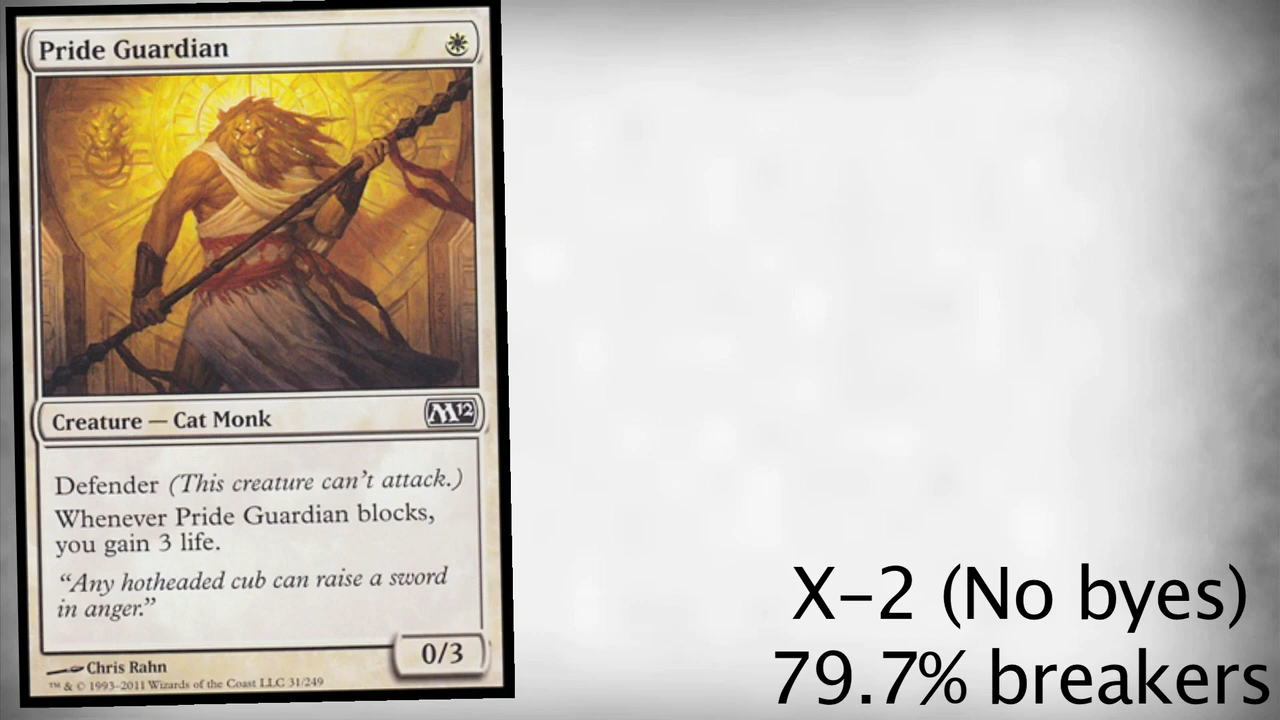 Pride Guardian
Creature — Cat Monk
M12
Defender (This creature can't attack.)
Whenever Pride Guardian blocks,
you gain 3 life.
“Any hotheaded cub can raise a sword
in anger.”
0/3
Chris Rahn
™ & © 1993–2011 Wizards of the Coast LLC 31/249
X–2 (No byes)
79.7% breakers